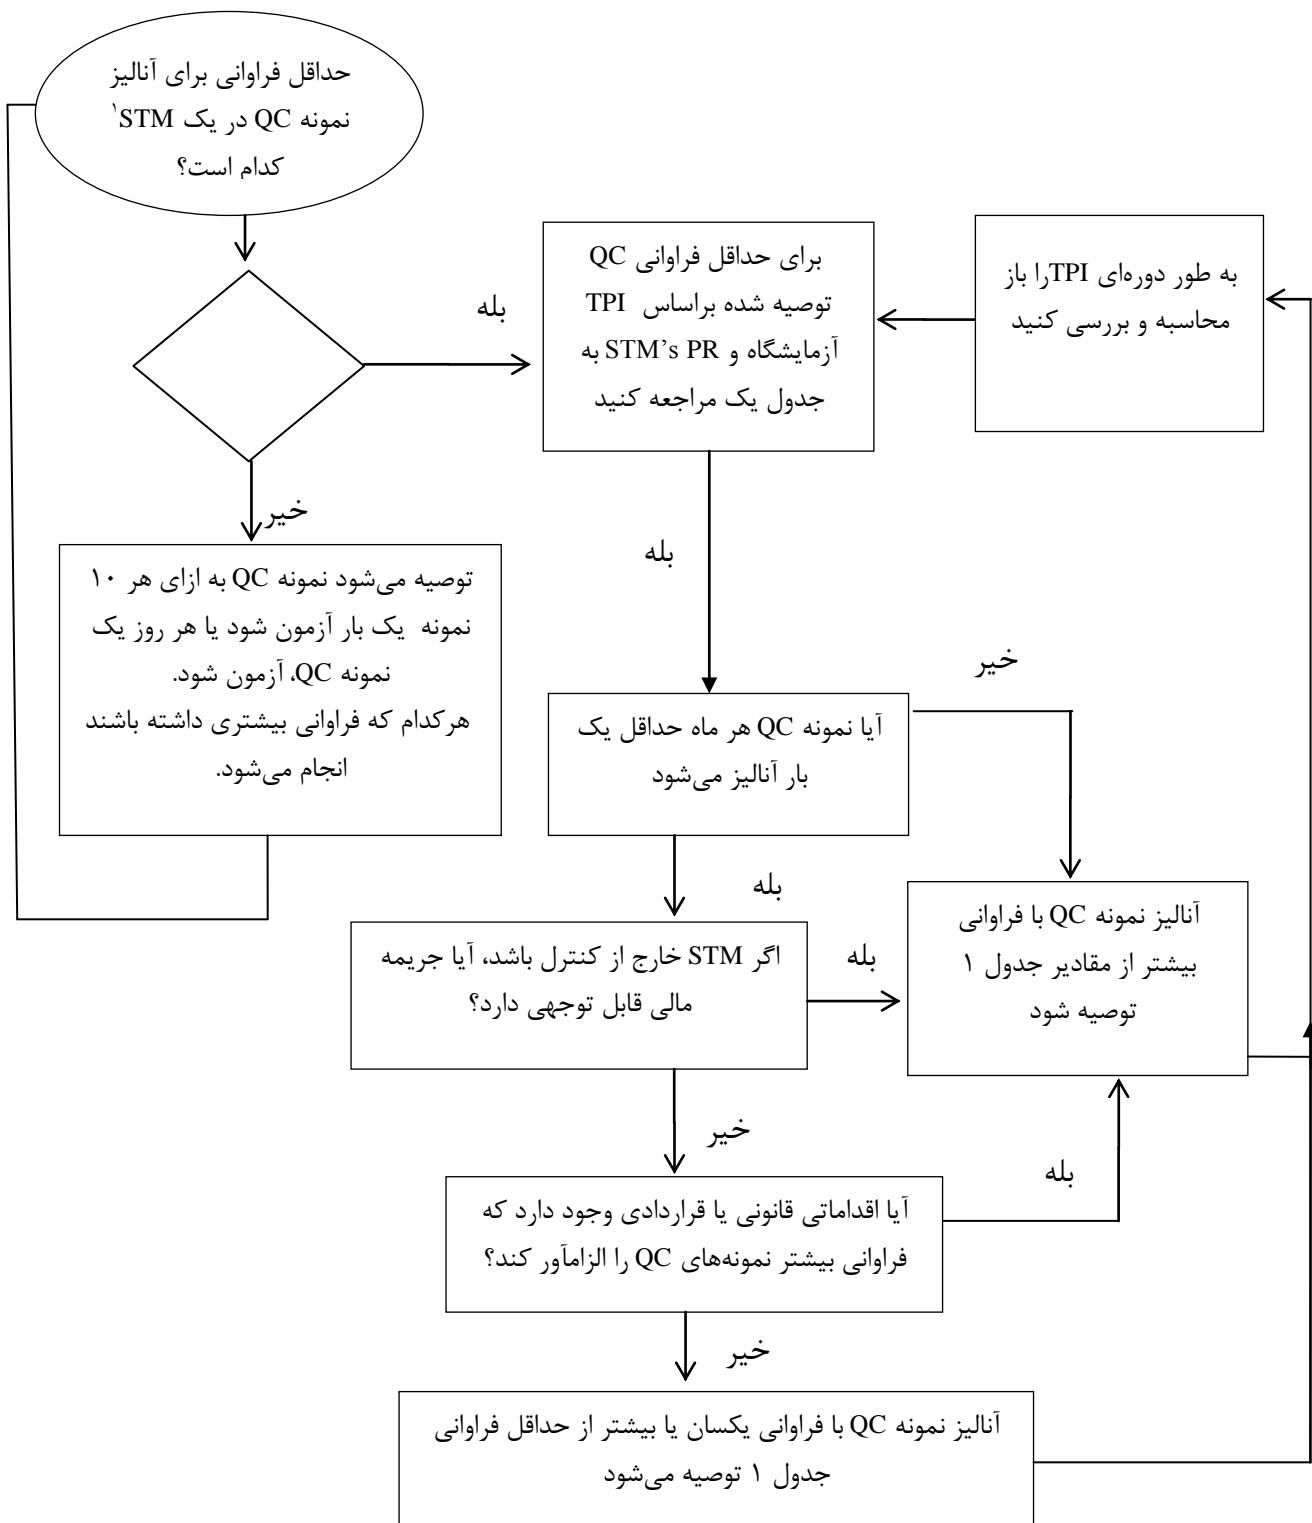 حداقل فراوانی برای آنالیز
نمونه QC در یک STM۱
کدام است؟
بله
برای حداقل فراوانی QC
توصیه شده براساس TPI
آزمایشگاه و STM’s PR به
جدول یک مراجعه کنید
به طور دوره‌ای TPIرا باز
محاسبه و بررسی کنید
خیر
توصیه می‌شود نمونه QC به ازای هر ۱۰
نمونه یک بار آزمون شود یا هر روز یک
نمونه QC، آزمون شود.
هرکدام که فراوانی بیشتری داشته باشند
انجام می‌شود.
بله
آیا نمونه QC هر ماه حداقل یک
بار آنالیز می‌شود
خیر
بله
اگر STM خارج از کنترل باشد، آیا جریمه
مالی قابل توجهی دارد؟
بله
آنالیز نمونه QC با فراوانی
بیشتر از مقادیر جدول ۱
توصیه شود
خیر
آیا اقداماتی قانونی یا قراردادی وجود دارد که
فراوانی بیشتر نمونه‌های QC را الزام‌آور کند؟
بله
خیر
آنالیز نمونه QC با فراوانی یکسان یا بیشتر از حداقل فراوانی
جدول ۱ توصیه می‌شود